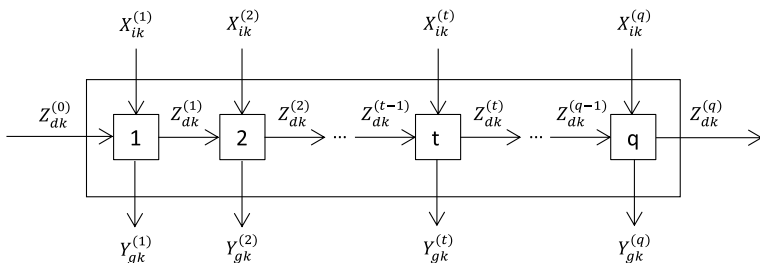 X_{ik}^{(1)} X_{ik}^{(2)} X_{ik}^{(t)} X_{ik}^{(q)}
Z_{dk}^{(0)} Z_{dk}^{(1)} Z_{dk}^{(2)} Z_{dk}^{(t-1)} Z_{dk}^{(t)} Z_{dk}^{(q-1)} Z_{dk}^{(q)}
1 2 ... t ... q
Y_{gk}^{(1)} Y_{gk}^{(2)} Y_{gk}^{(t)} Y_{gk}^{(q)}